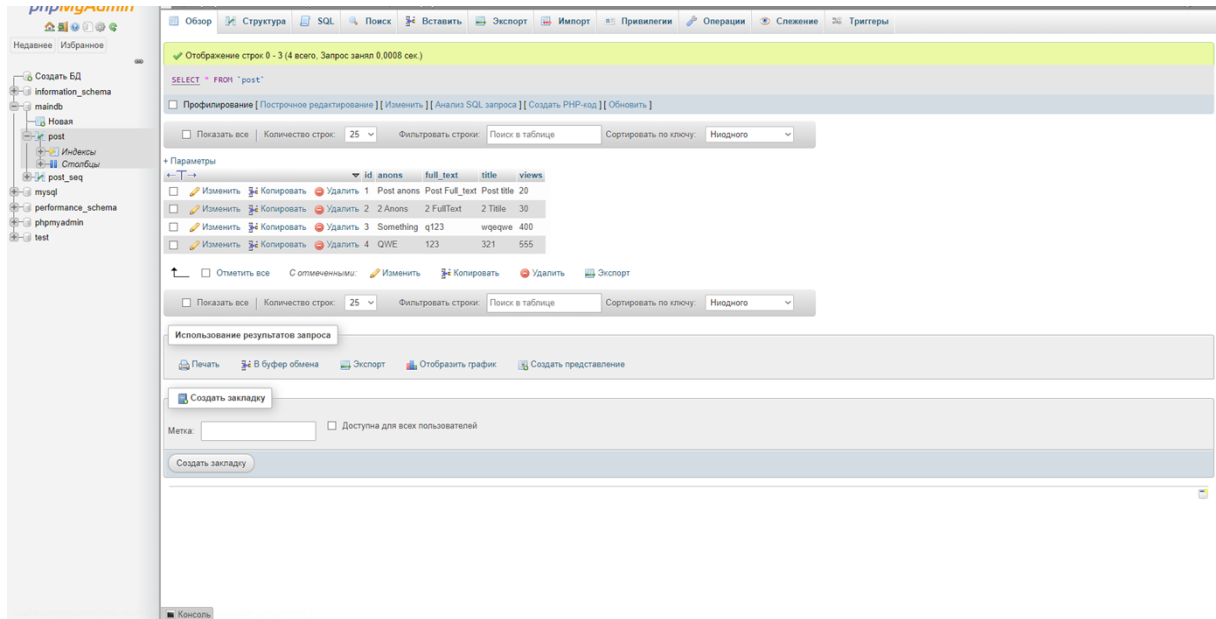 phpMyAdmin
Недавнее Избранное
Создать БД
information_schema
maindb
Новая
post
Индексы
Столбцы
post_seq
mysql
performance_schema
phpmyadmin
test
Обзор Структура SQL Поиск Вставить Экспорт Импорт Привилегии Операции Слежение Триггеры
Отображение строк 0 - 3 (4 всего, Запрос занял 0,0008 сек.)
SELECT * FROM `post`
Профилирование [ Построчное редактирование ] [ Изменить ] [ Анализ SQL запроса ] [ Создать PHP-код ] [ Обновить ]
Показать все | Количество строк: 25 Фильтровать строки: Поиск в таблице Сортировать по ключу: Ниодного
+ Параметры
←T→ id anons full_text title views
Изменить Копировать Удалить 1 Post anons Post Full_text Post title 20
Изменить Копировать Удалить 2 2 Anons 2 FullText 2 Titile 30
Изменить Копировать Удалить 3 Something q123 wqeqwe 400
Изменить Копировать Удалить 4 QWE 123 321 555
Отметить все С отмеченными: Изменить Копировать Удалить Экспорт
Показать все | Количество строк: 25 Фильтровать строки: Поиск в таблице Сортировать по ключу: Ниодного
Использование результатов запроса
Печать В буфер обмена Экспорт Отобразить график Создать представление
Создать закладку
Метка: Доступна для всех пользователей
Создать закладку
Консоль